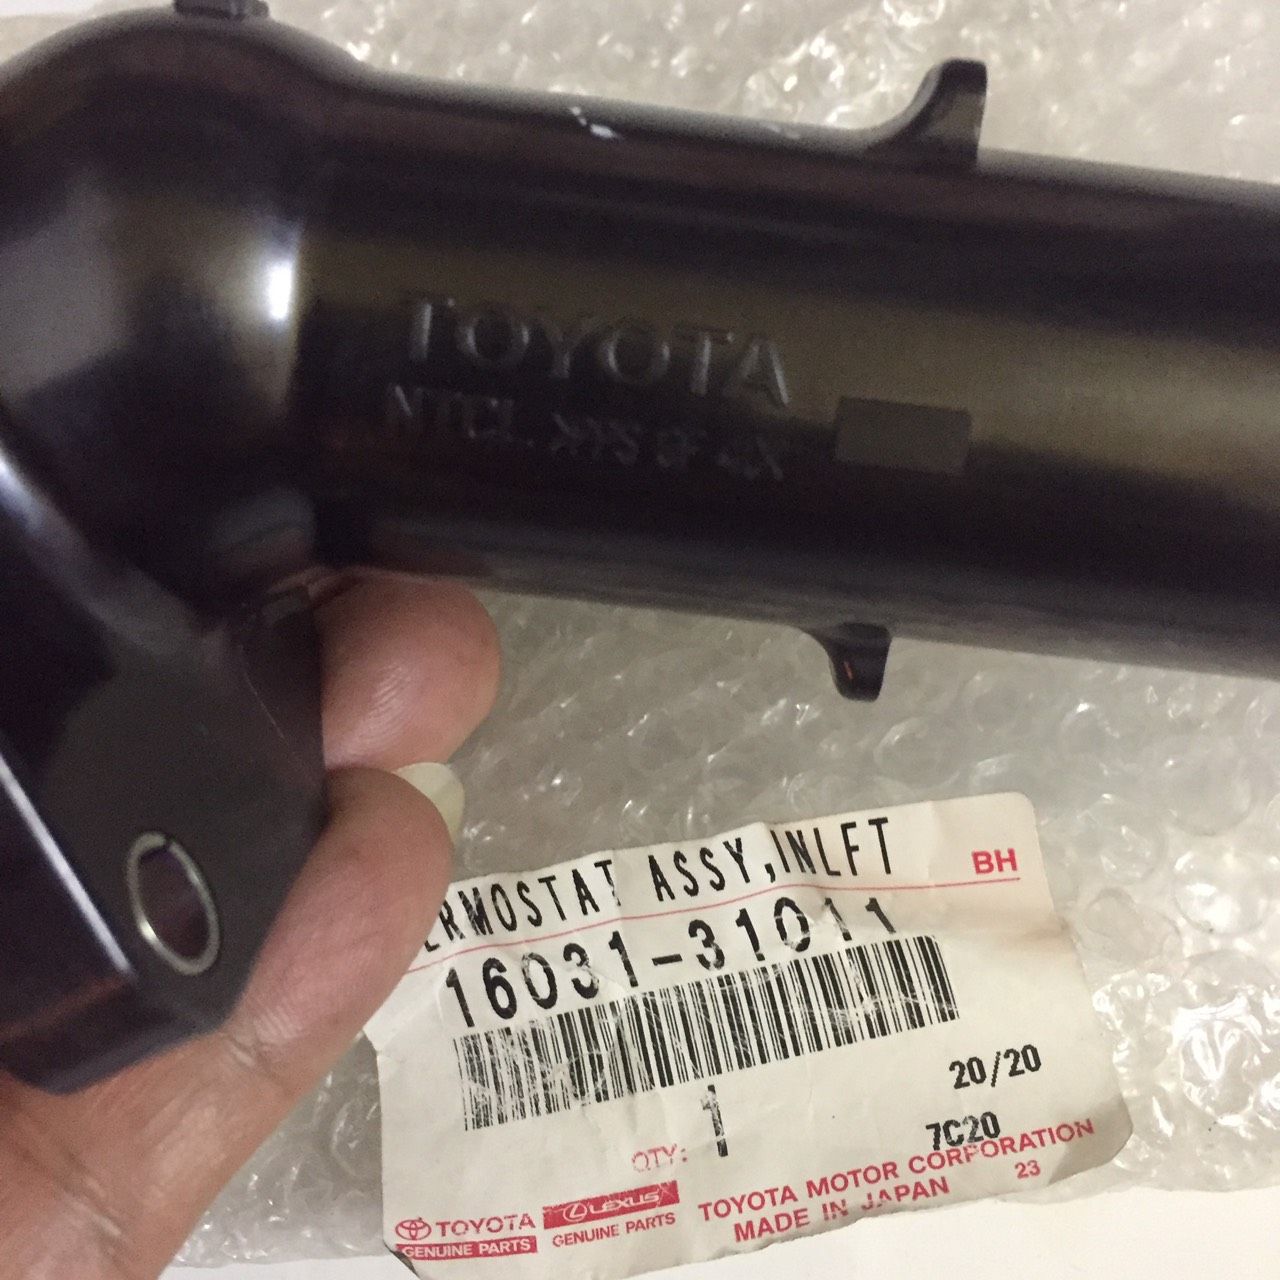 TOYOTA
NTCL
ERMOSTAT ASSY,INLET
BH
16031-31011
20/20
QTY: 1
7C20
TOYOTA
GENUINE PARTS
LEXUS
GENUINE PARTS
TOYOTA MOTOR CORPORATION
MADE IN JAPAN
23